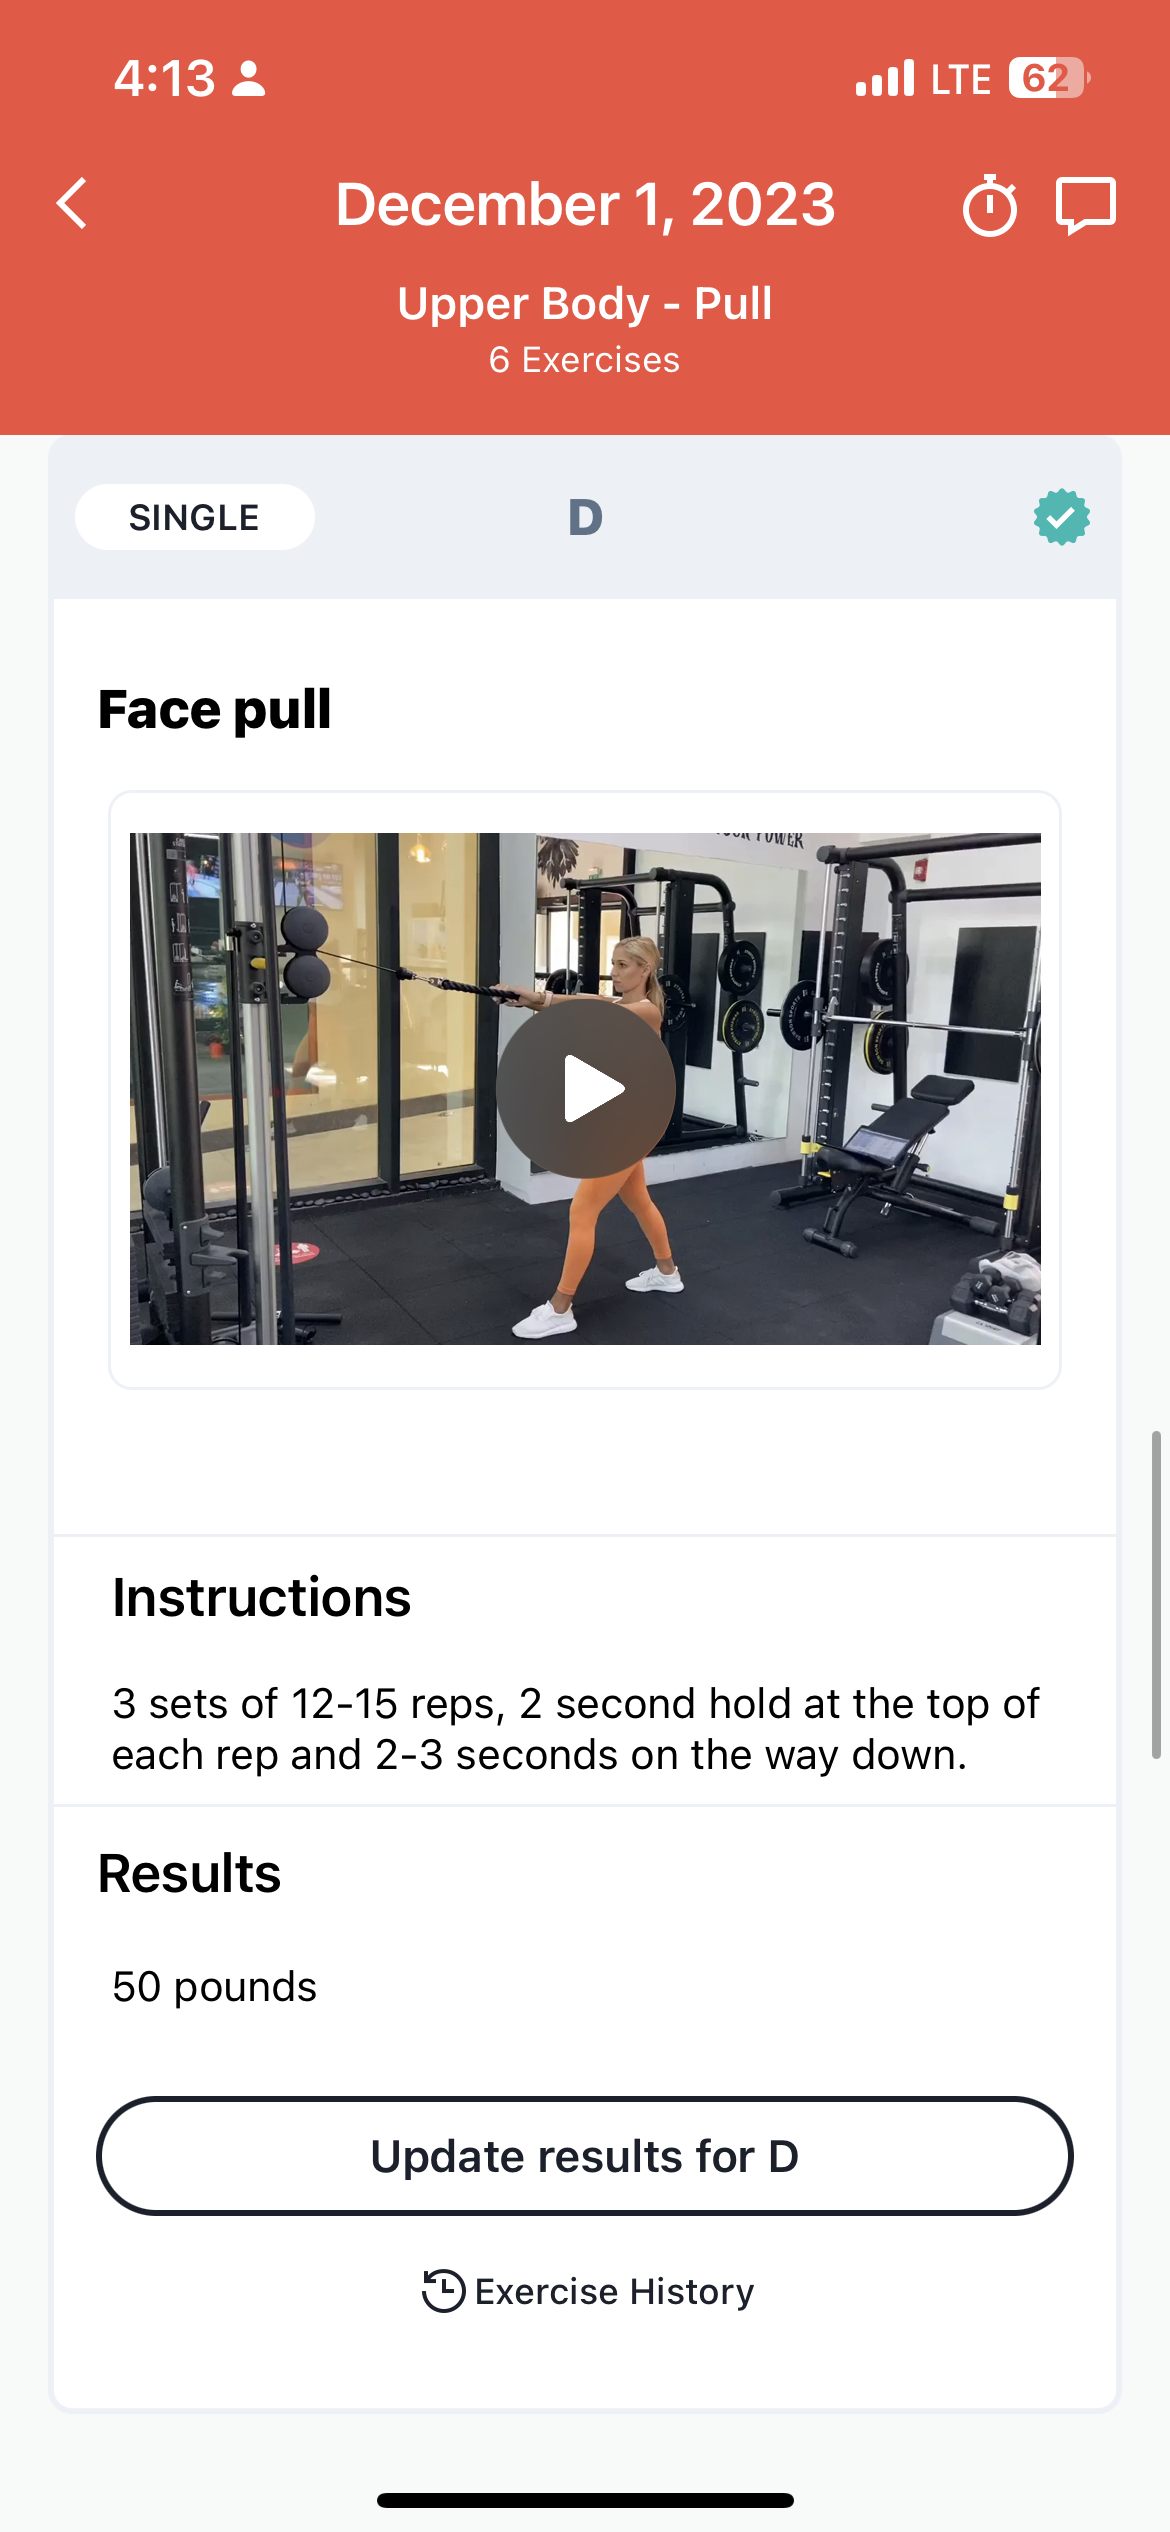 4:13
LTE 62
December 1, 2023
Upper Body - Pull
6 Exercises
SINGLE
D
Face pull
YOUR POWER
Instructions
3 sets of 12-15 reps, 2 second hold at the top of
each rep and 2-3 seconds on the way down.
Results
50 pounds
Update results for D
Exercise History